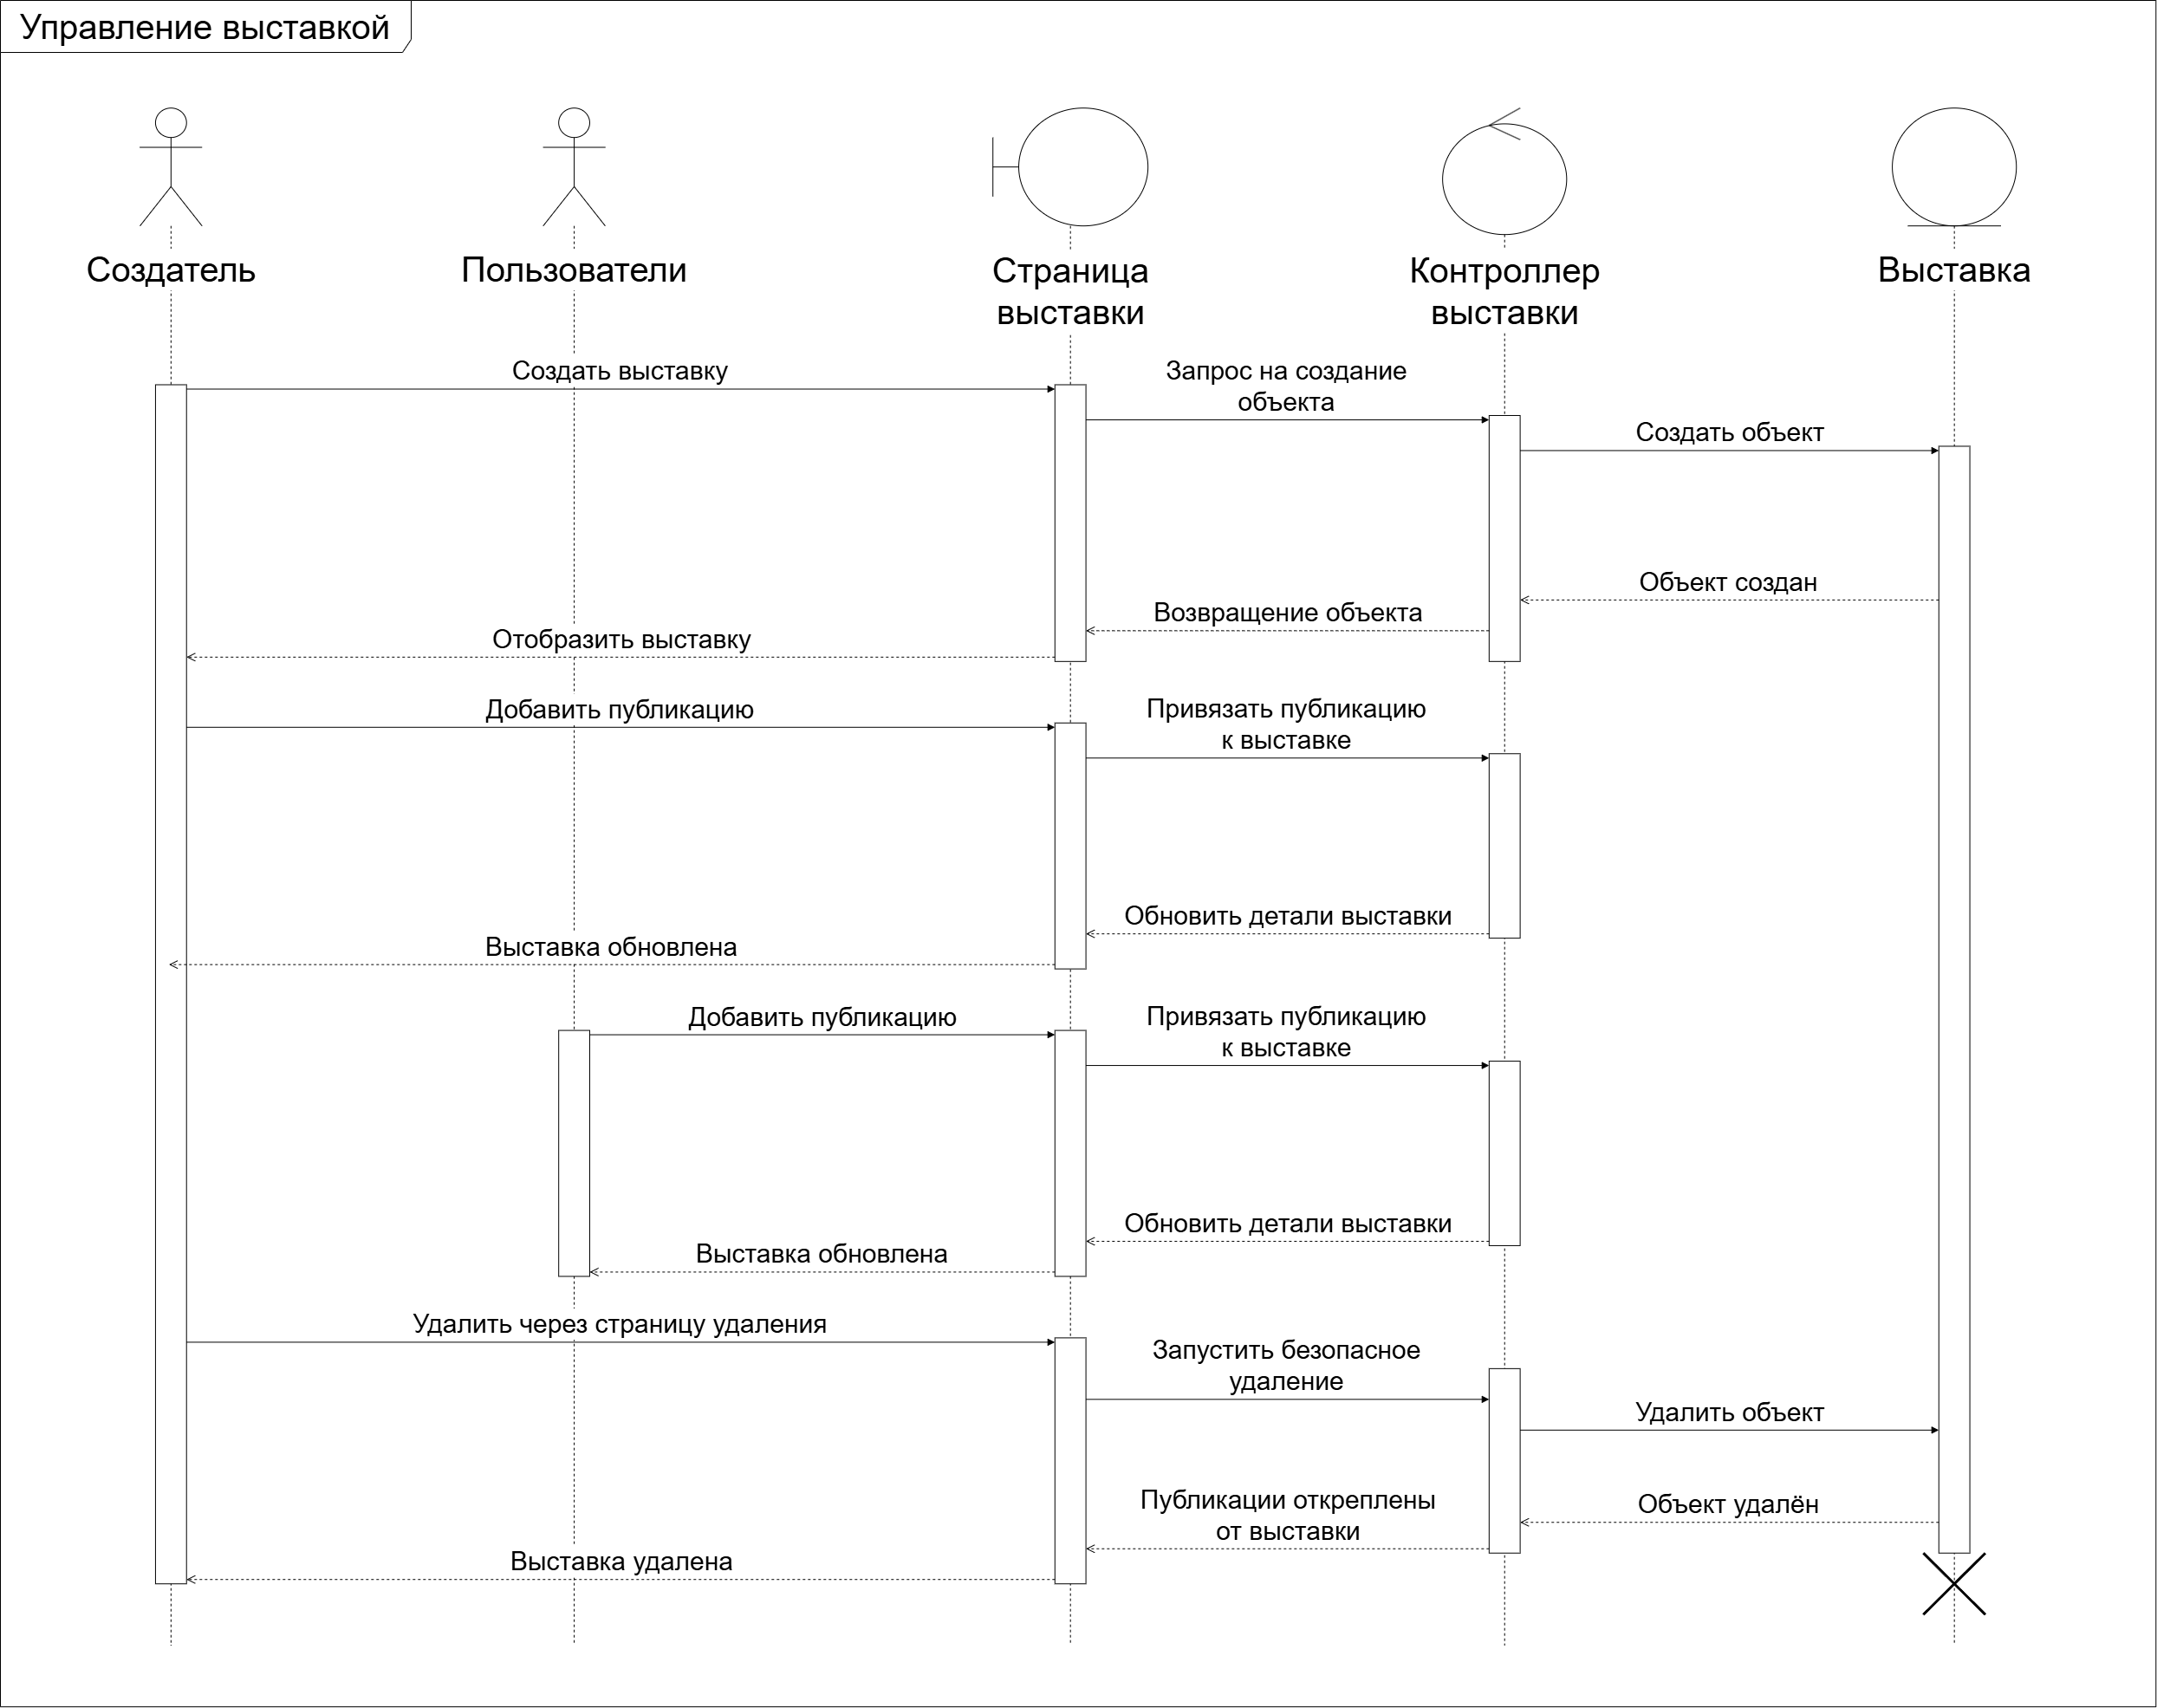 Управление выставкой
Создатель
Пользователи
Страница
выставки
Контроллер
выставки
Выставка
Создать выставку
Запрос на создание
объекта
Создать объект
Объект создан
Возвращение объекта
Отобразить выставку
Добавить публикацию
Привязать публикацию
к выставке
Обновить детали выставки
Выставка обновлена
Добавить публикацию
Привязать публикацию
к выставке
Обновить детали выставки
Выставка обновлена
Удалить через страницу удаления
Запустить безопасное
удаление
Удалить объект
Объект удалён
Публикации откреплены
от выставки
Выставка удалена